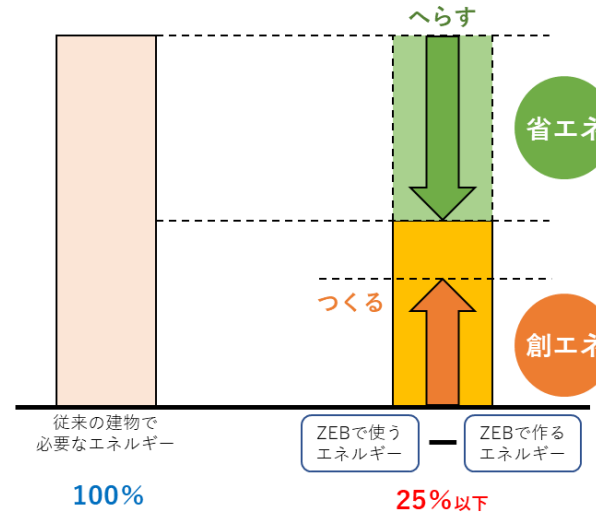 へらす
省エネ
つくる
創エネ
従来の建物で
必要なエネルギー
ZEBで使う
エネルギー
ー
ZEBで作る
エネルギー
100%
25%以下